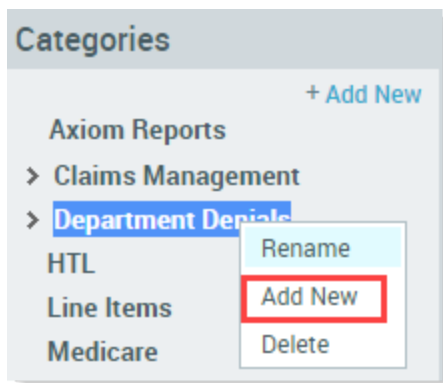 Categories
+ Add New
Axiom Reports
> Claims Management
> Department Denials
Rename
HTL
Add New
Line Items
Delete
Medicare